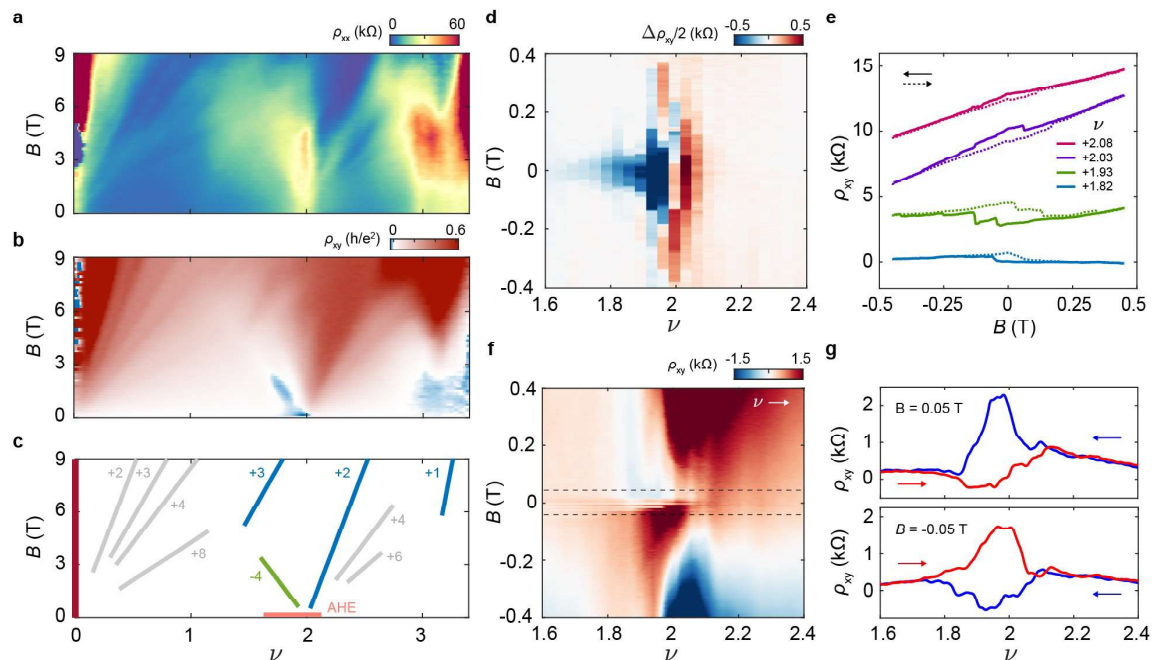 a
ρxx (kΩ)
0 60
9
6
3
0
B (T)
b
ρxy (h/e²)
0 0.6
9
6
3
0
B (T)
c
9
6
3
0
B (T)
+2
+3
+4
+8
+3
-4
+2
+4
+6
+1
AHE
0 1 2 3
ν
d
Δρxy/2 (kΩ)
-0.5 0.5
0.4
0.2
0
-0.2
-0.4
B (T)
1.6 1.8 2 2.2 2.4
ν
e
15
10
5
0
ρxy (kΩ)
ν
+2.08
+2.03
+1.93
+1.82
-0.5 -0.25 0 0.25 0.5
B (T)
f
ρxy (kΩ)
-1.5 1.5
ν →
0.4
0.2
0
-0.2
-0.4
B (T)
1.6 1.8 2 2.2 2.4
ν
g
B = 0.05 T
2
1
0
ρxy (kΩ)
B = -0.05 T
2
1
0
ρxy (kΩ)
1.6 1.8 2 2.2 2.4
ν